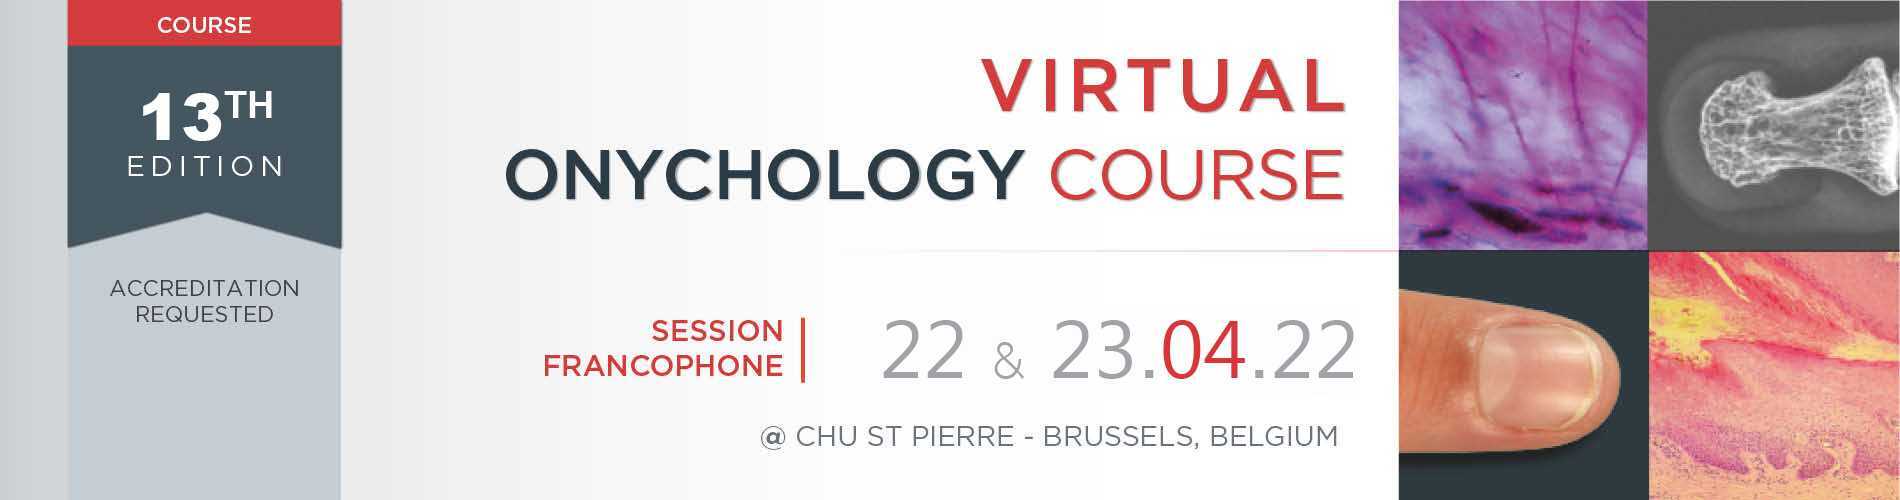 COURSE
13TH
EDITION
ACCREDITATION
REQUESTED
VIRTUAL
ONYCHOLOGY COURSE
SESSION
FRANCOPHONE
22 & 23.04.22
@ CHU ST PIERRE - BRUSSELS, BELGIUM